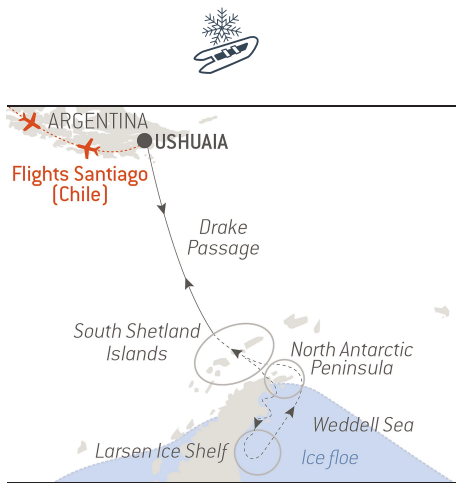 ARGENTINA
USHUAIA
Flights Santiago
(Chile)
Drake
Passage
South Shetland
Islands
North Antarctic
Peninsula
Weddell Sea
Larsen Ice Shelf
Ice floe